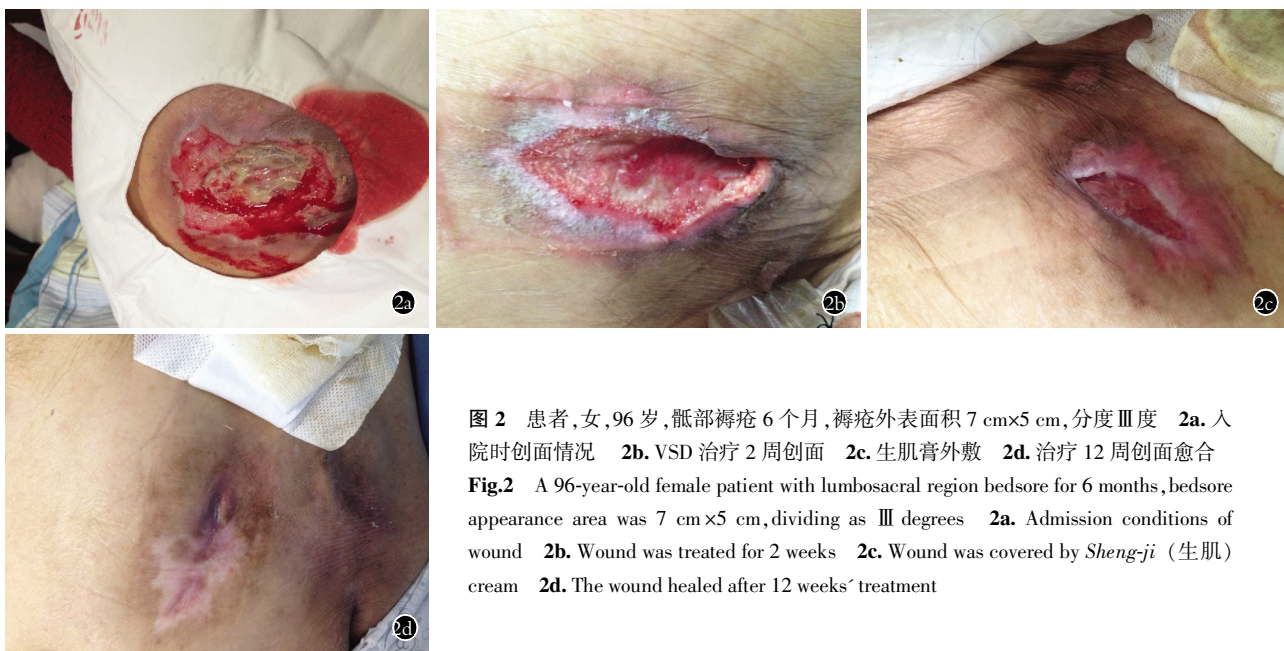 2a
2b
2c
2d
图 2 患者,女,96 岁,骶部褥疮 6 个月,褥疮外表面积 7 cm×5 cm,分度Ⅲ度 2a. 入
院时创面情况 2b. VSD 治疗 2 周创面 2c. 生肌膏外敷 2d. 治疗 12 周创面愈合
Fig.2 A 96-year-old female patient with lumbosacral region bedsore for 6 months,bedsore
appearance area was 7 cm×5 cm,dividing as Ⅲ degrees 2a. Admission conditions of
wound 2b. Wound was treated for 2 weeks 2c. Wound was covered by Sheng-ji (生肌)
cream 2d. The wound healed after 12 weeks´ treatment